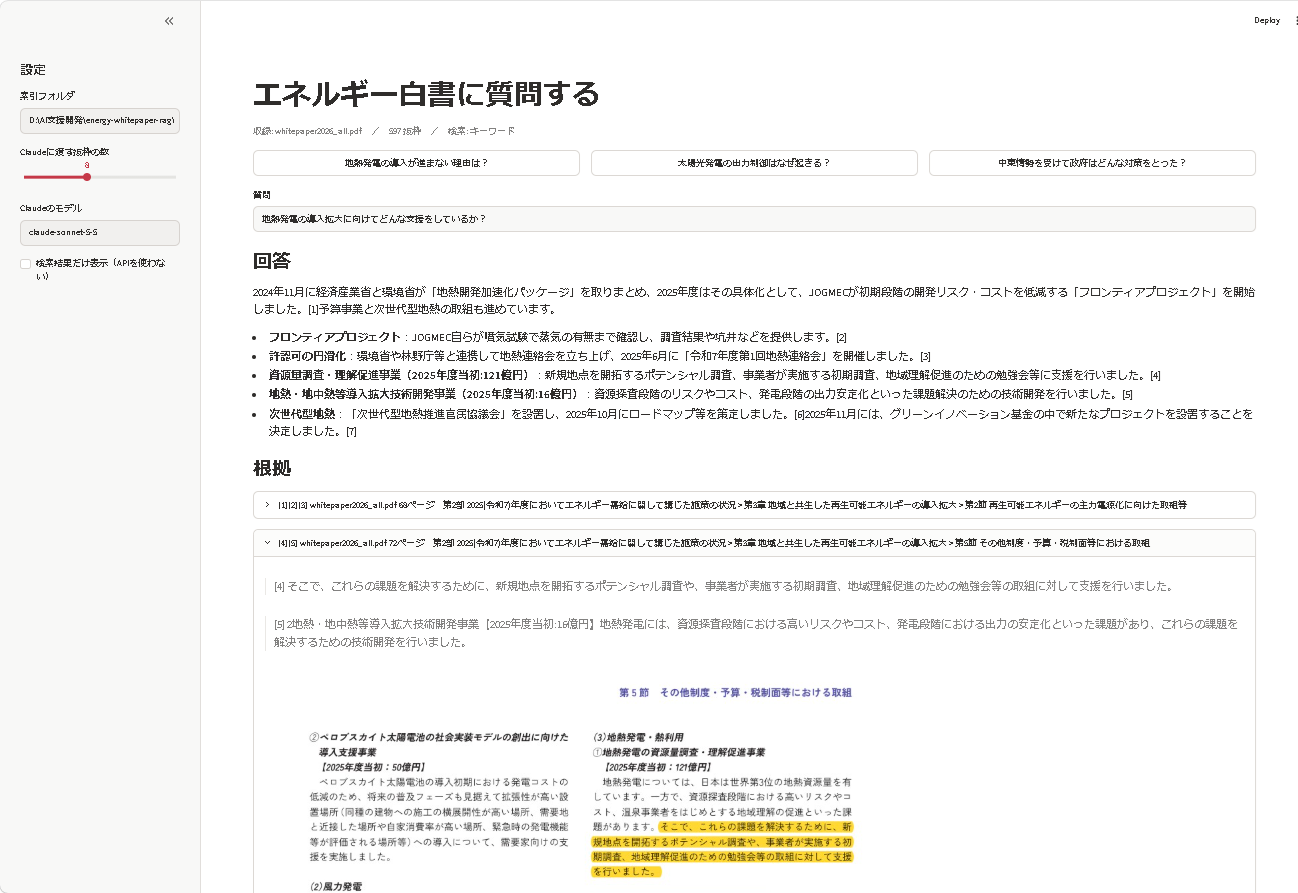 Deploy
設定
索引フォルダ
D:\AI支援開発\energy-whitepaper-rag\
Claudeに渡す抜粋の数
8
Claudeのモデル
claude-sonnet-5-5
検索結果だけ表示（APIを使わな
い）
エネルギー白書に質問する
収録: whitepaper2026_all.pdf ／ 597 抜粋 ／ 検索: キーワード
地熱発電の導入が進まない理由は？
太陽光発電の出力制御はなぜ起きる？
中東情勢を受けて政府はどんな対策をとった？
質問
地熱発電の導入拡大に向けてどんな支援をしているか？
回答
2024年11月に経済産業省と環境省が「地熱開発加速化パッケージ」を取りまとめ、2025年度はその具体化として、JOGMECが初期段階の開発リスク・コストを低減する「フロンティアプロジェクト」を開始
しました。[1]予算事業と次世代型地熱の取組も進めています。
フロンティアプロジェクト：JOGMEC自らが噴気試験で蒸気の有無まで確認し、調査結果や坑井などを提供します。[2]
許認可の円滑化：環境省や林野庁等と連携して地熱連絡会を立ち上げ、2025年6月に「令和7年度第1回地熱連絡会」を開催しました。[3]
資源量調査・理解促進事業（2025年度当初:121億円）：新規地点を開拓するポテンシャル調査、事業者が実施する初期調査、地域理解促進のための勉強会等に支援を行いました。[4]
地熱・地中熱等導入拡大技術開発事業（2025年度当初:16億円）：資源探査段階のリスクやコスト、発電段階の出力安定化といった課題解決のための技術開発を行いました。[5]
次世代型地熱：「次世代型地熱推進官民協議会」を設置し、2025年10月にロードマップ等を策定しました。[6]2025年11月には、グリーンイノベーション基金の中で新たなプロジェクトを設置することを
決定しました。[7]
根拠
[1][2][3] whitepaper2026_all.pdf 69ページ 第2部 2025(令和7)年度においてエネルギー需給に関して講じた施策の状況 > 第3章 地域と共生した再生可能エネルギーの導入拡大 > 第2節 再生可能エネルギーの主力電源化に向けた取組等
[4][5] whitepaper2026_all.pdf 72ページ 第2部 2025(令和7)年度においてエネルギー需給に関して講じた施策の状況 > 第3章 地域と共生した再生可能エネルギーの導入拡大 > 第5節 その他制度・予算・税制面等における取組
[4] そこで、これらの課題を解決するために、新規地点を開拓するポテンシャル調査や、事業者が実施する初期調査、地域理解促進のための勉強会等の取組に対して支援を行いました。
[5] 2地熱・地中熱等導入拡大技術開発事業【2025年度当初:16億円】地熱発電には、資源探査段階における高いリスクやコスト、発電段階における出力の安定化といった課題があり、これらの課題を
解決するための技術開発を行いました。
第5節 その他制度・予算・税制面等における取組
②ペロブスカイト太陽電池の社会実装モデルの創出に向けた
導入支援事業
【2025年度当初：50億円】
ペロブスカイト太陽電池の導入初期における発電コストの
低減のため、将来の普及フェーズも見据えて拡張性が高い設
置場所（同種の建物への施工の横展開性が高い場所、需要地
と近接した場所や自家消費率が高い場所、緊急時の発電機能
等が評価される場所等）への導入について、需要家向けの支
援を実施しました。
(2)風力発電
(3)地熱発電・熱利用
①地熱発電の資源量調査・理解促進事業
【2025年度当初：121億円】
地熱発電については、日本は世界第3位の地熱資源量を有
しています。一方で、資源探査段階における高いリスクやコ
スト、温泉事業者をはじめとする地域理解の促進といった課
題があります。そこで、これらの課題を解決するために、新
規地点を開拓するポテンシャル調査や、事業者が実施する初
期調査、地域理解促進のための勉強会等の取組に対して支援
を行いました。